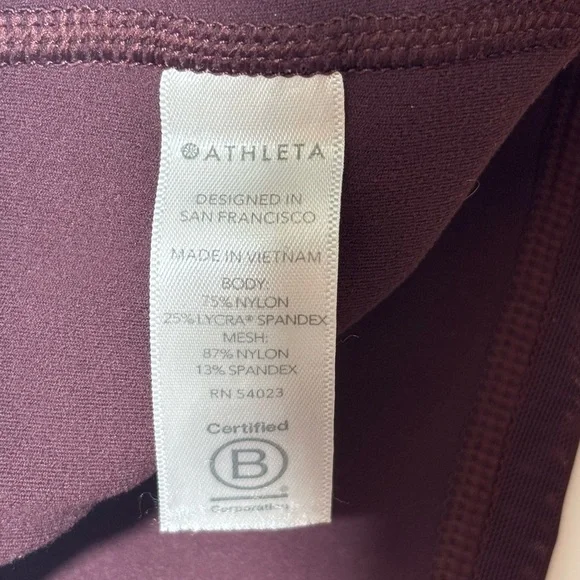 ATHLETA
DESIGNED IN
SAN FRANCISCO
MADE IN VIETNAM
BODY:
75% NYLON
25% LYCRA® SPANDEX
MESH:
87% NYLON
13% SPANDEX
RN 54023
Certified
B
Corporation